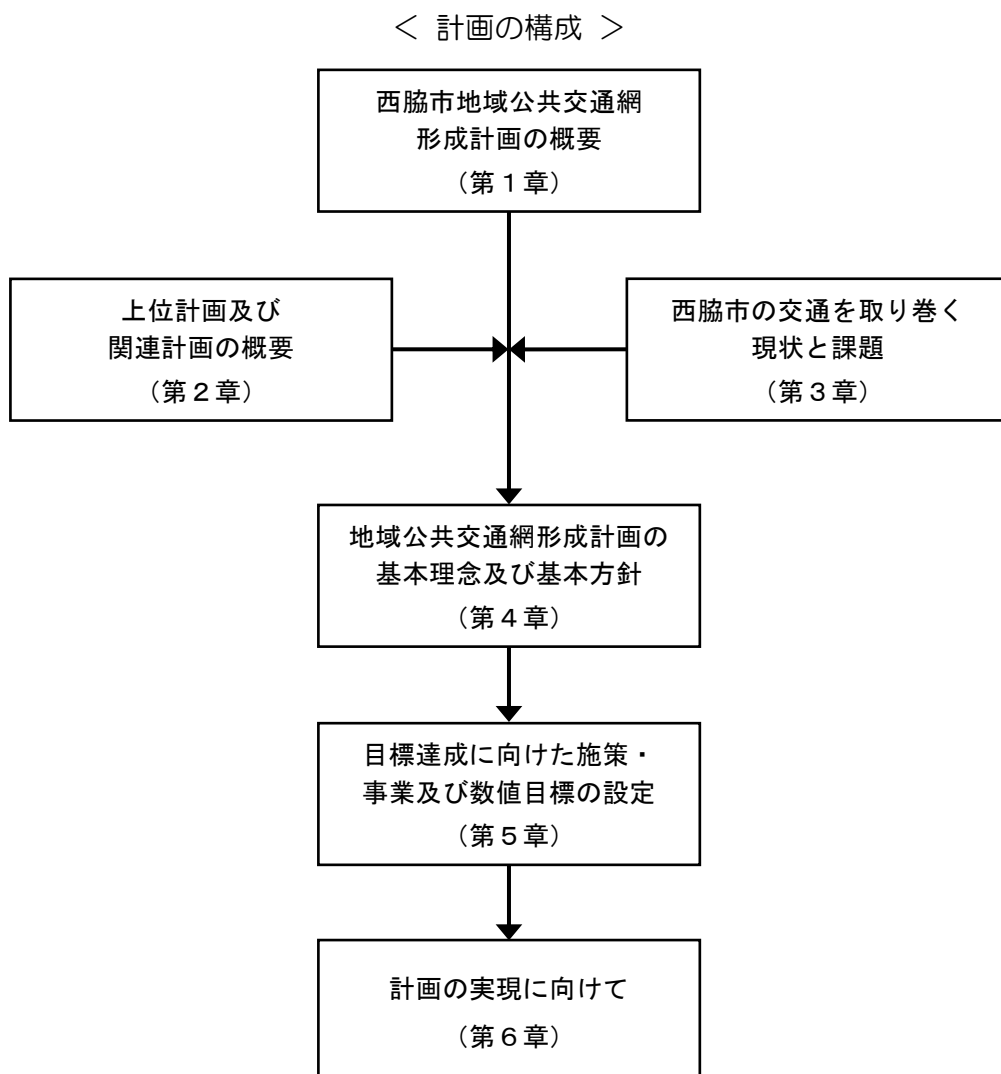 ＜ 計画の構成 ＞
西脇市地域公共交通網
形成計画の概要
（第１章）
上位計画及び
関連計画の概要
（第２章）
西脇市の交通を取り巻く
現状と課題
（第３章）
地域公共交通網形成計画の
基本理念及び基本方針
（第４章）
目標達成に向けた施策・
事業及び数値目標の設定
（第５章）
計画の実現に向けて
（第６章）